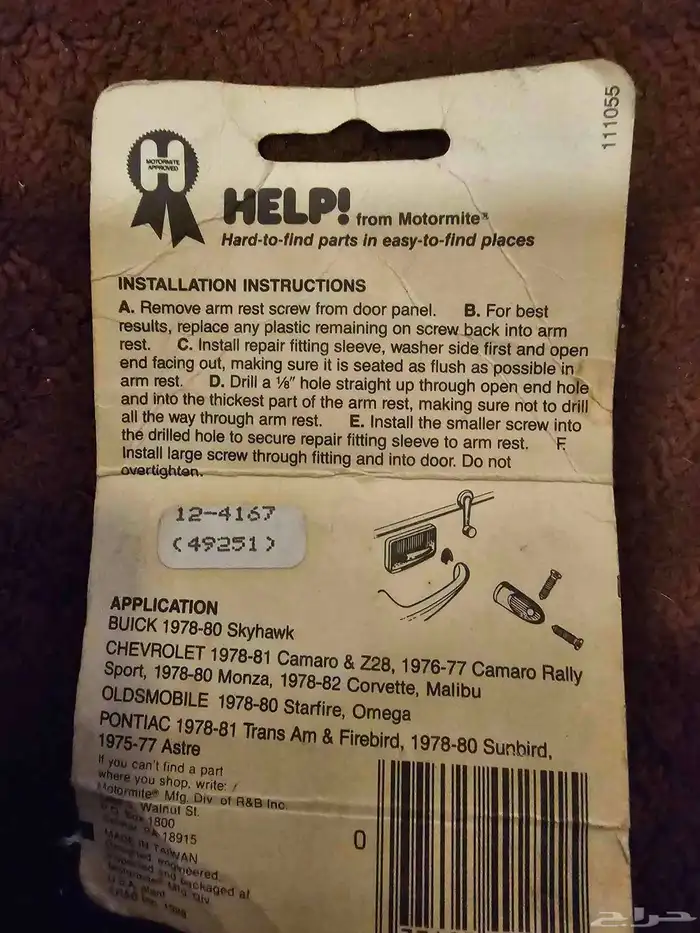 111055
MOTORMITE
APPROVED
HELP! from Motormite®
Hard-to-find parts in easy-to-find places
INSTALLATION INSTRUCTIONS
A. Remove arm rest screw from door panel. B. For best
results, replace any plastic remaining on screw back into arm
rest. C. Install repair fitting sleeve, washer side first and open
end facing out, making sure it is seated as flush as possible in
arm rest. D. Drill a 1/8" hole straight up through open end hole
and into the thickest part of the arm rest, making sure not to drill
all the way through arm rest. E. Install the smaller screw into
the drilled hole to secure repair fitting sleeve to arm rest. F.
Install large screw through fitting and into door. Do not
overtighten.
12-4167
(49251)
APPLICATION
BUICK 1978-80 Skyhawk
CHEVROLET 1978-81 Camaro & Z28, 1976-77 Camaro Rally
Sport, 1978-80 Monza, 1978-82 Corvette, Malibu
OLDSMOBILE 1978-80 Starfire, Omega
PONTIAC 1978-81 Trans Am & Firebird, 1978-80 Sunbird,
1975-77 Astre
If you can't find a part
where you shop, write:
Motormite® Mfg. Div. of R&B Inc.
Walnut St.
P.O. Box 1800
PA 18915
MADE IN TAIWAN
engineered,
and packaged at
Motormite Mfg. Div.
U.S.A. plant
0
حراج